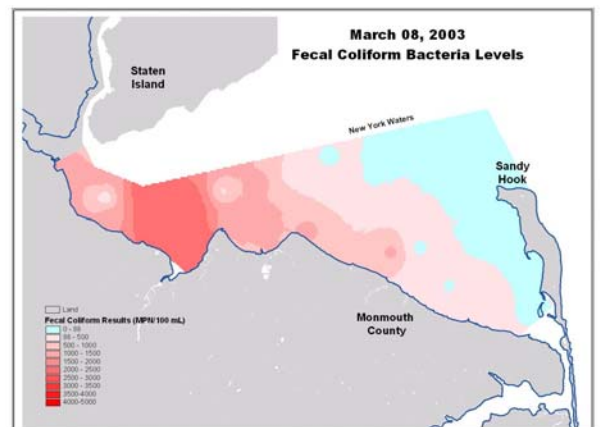 March 08, 2003
Fecal Coliform Bacteria Levels
Staten
Island
New York Waters
Sandy
Hook
Monmouth
County
Land
Fecal Coliform Results (MPN/100 mL)
0 - 88
88 - 500
500 - 1000
1000 - 1500
1500 - 2000
2000 - 2500
2500 - 3000
3000 - 3500
3500-4000
4000-5000